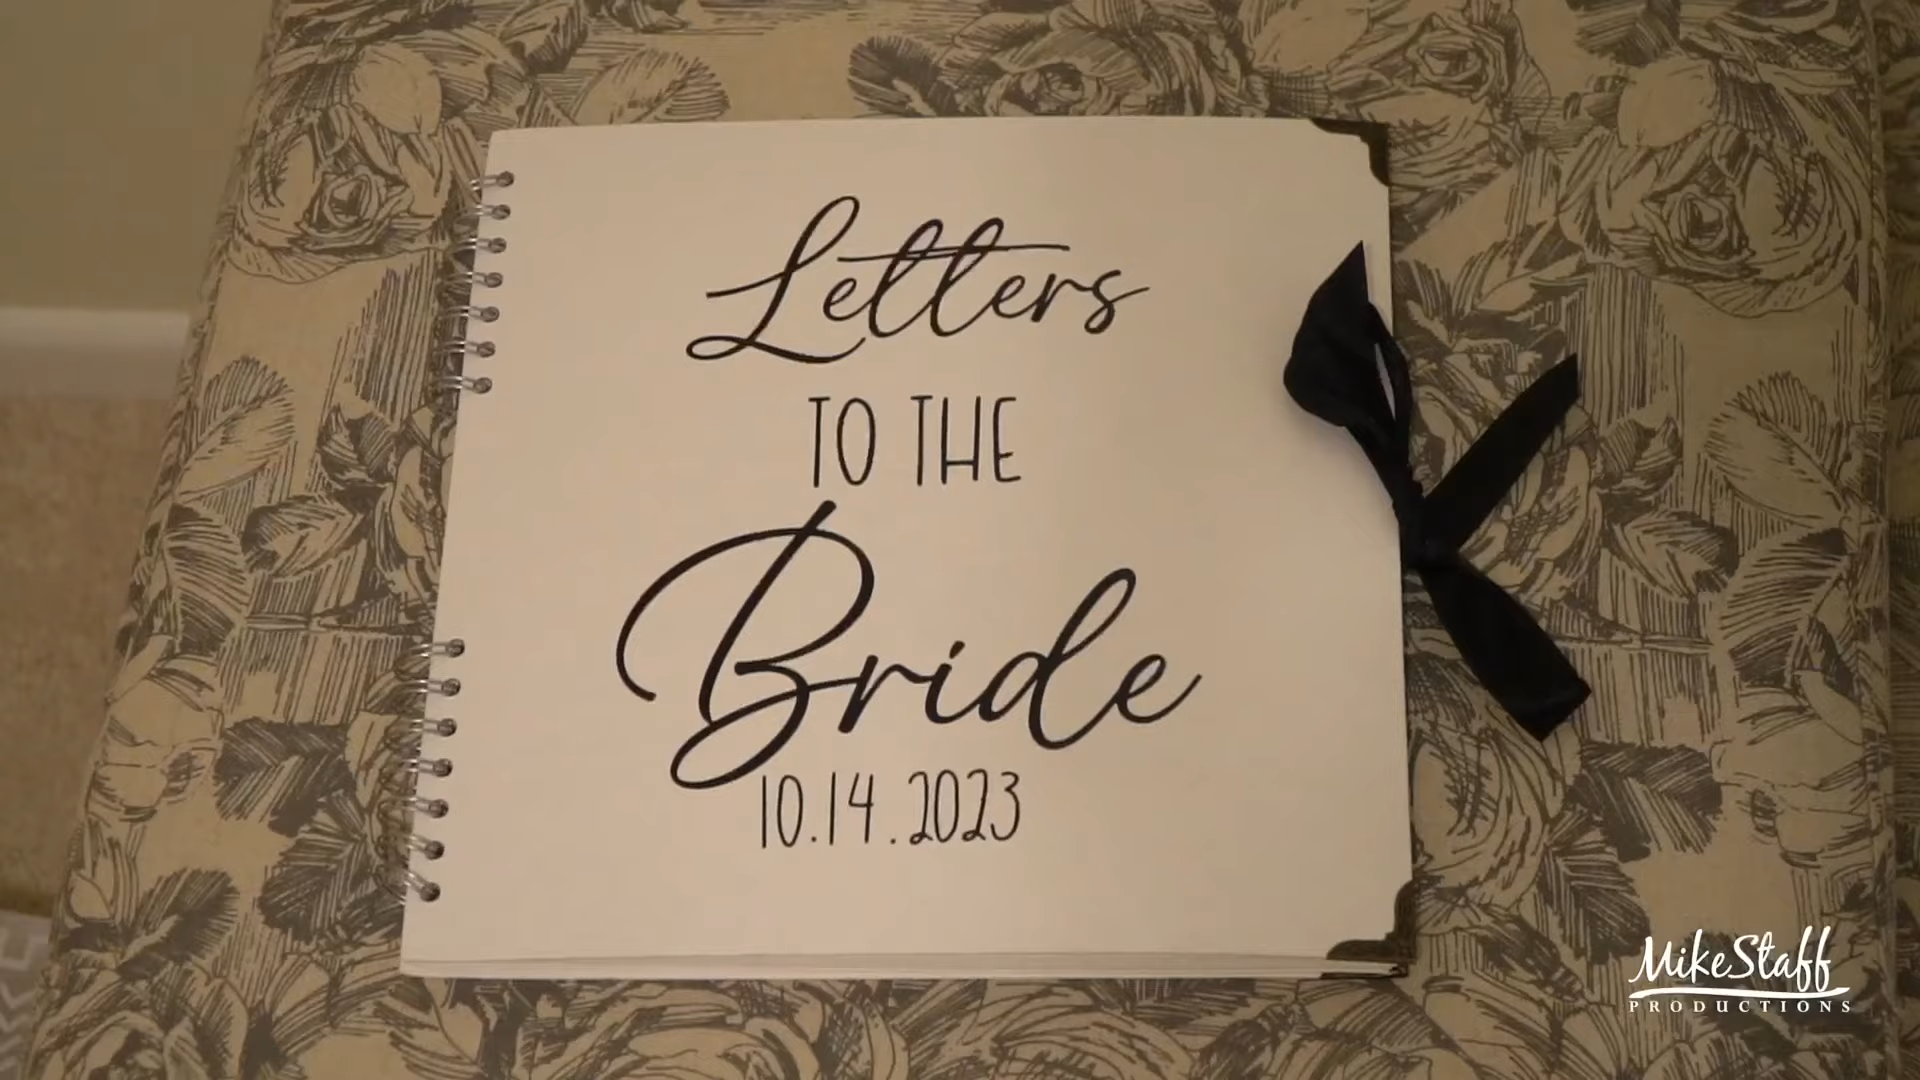 Letters
TO THE
Bride
10.14.2023
MikeStaff
PRODUCTIONS